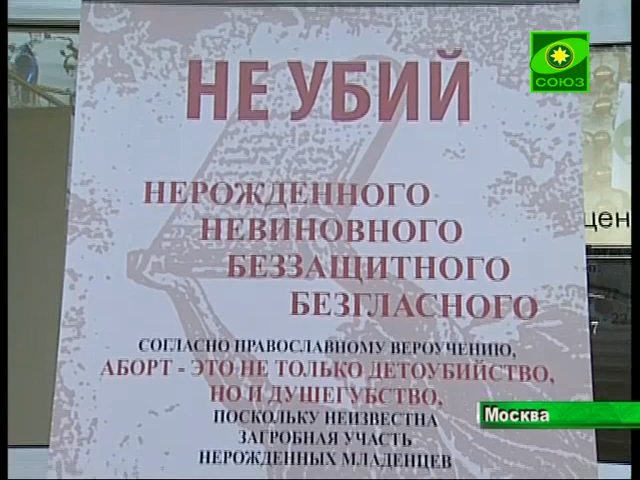 СОЮЗ
НЕ УБИЙ
НЕРОЖДЕННОГО
НЕВИНОВНОГО
БЕЗЗАЩИТНОГО
БЕЗГЛАСНОГО
СОГЛАСНО ПРАВОСЛАВНОМУ ВЕРОУЧЕНИЮ,
АБОРТ - ЭТО НЕ ТОЛЬКО ДЕТОУБИЙСТВО,
НО И ДУШЕГУБСТВО,
ПОСКОЛЬКУ НЕИЗВЕСТНА
ЗАГРОБНАЯ УЧАСТЬ
НЕРОЖДЕННЫХ МЛАДЕНЦЕВ
Москва